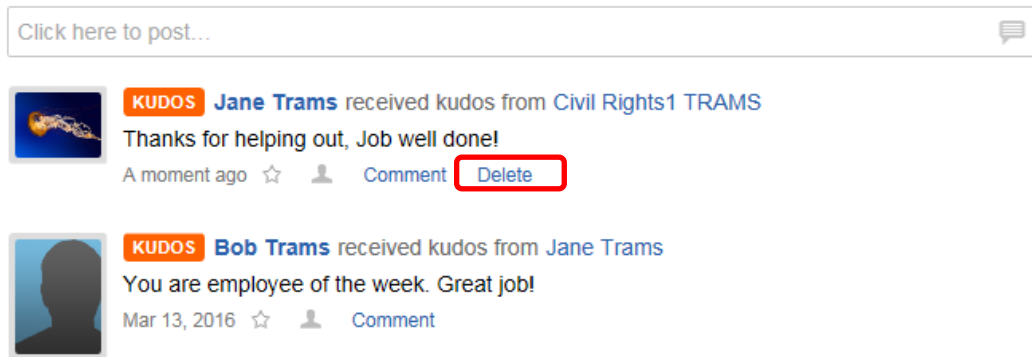 Click here to post...
KUDOS Jane Trams received kudos from Civil Rights1 TRAMS
Thanks for helping out, Job well done!
A moment ago Comment Delete
KUDOS Bob Trams received kudos from Jane Trams
You are employee of the week. Great job!
Mar 13, 2016 Comment